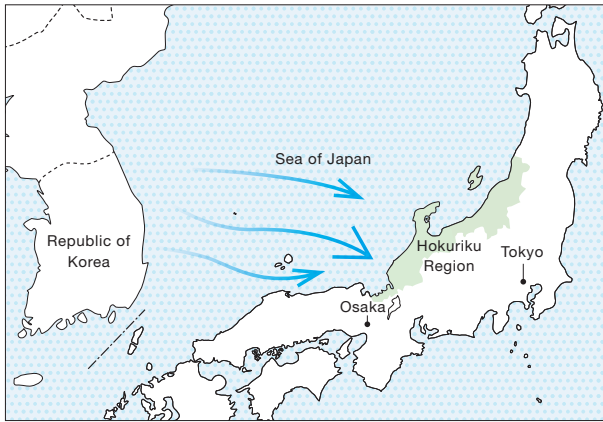 Sea of Japan
Republic of
Korea
Hokuriku
Region
Tokyo
Osaka